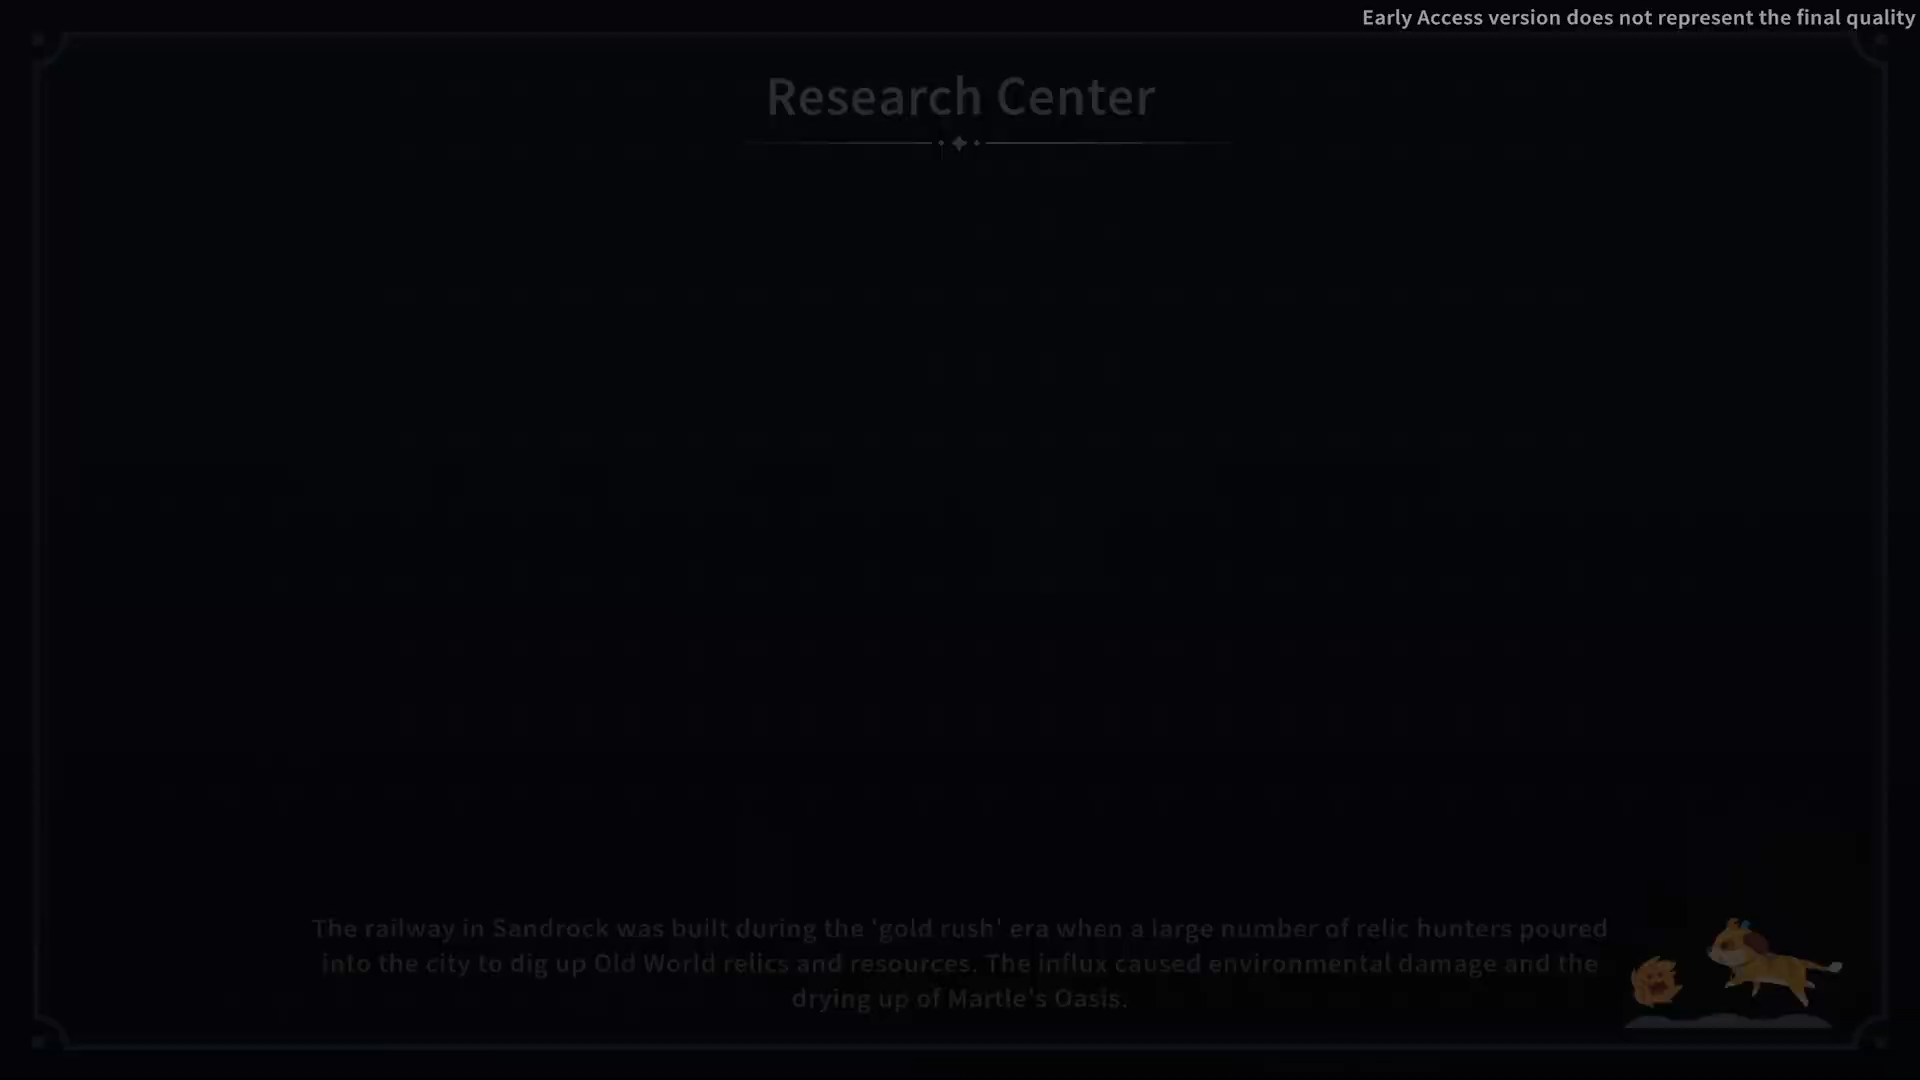 Early Access version does not represent the final quality
Research Center
The railway in Sandrock was built during the 'gold rush' era when a large number of relic hunters poured
into the city to dig up Old World relics and resources. The influx caused environmental damage and the
drying up of Martle's Oasis.